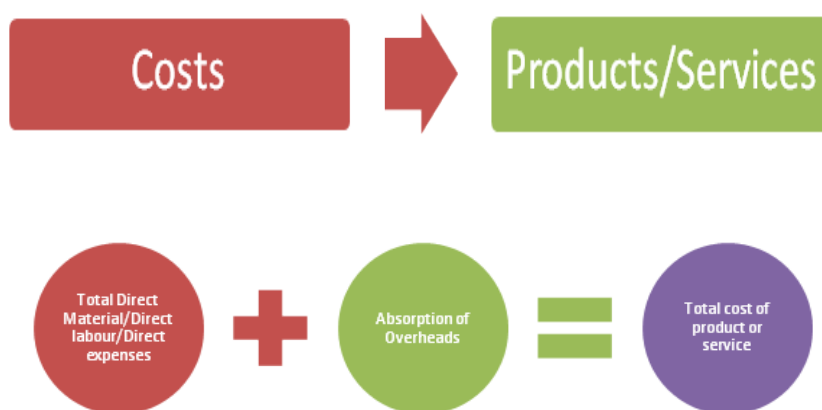 Costs
Products/Services
Total Direct
Material/Direct
labour/Direct
expenses
Absorption of
Overheads
Total cost of
product or
service